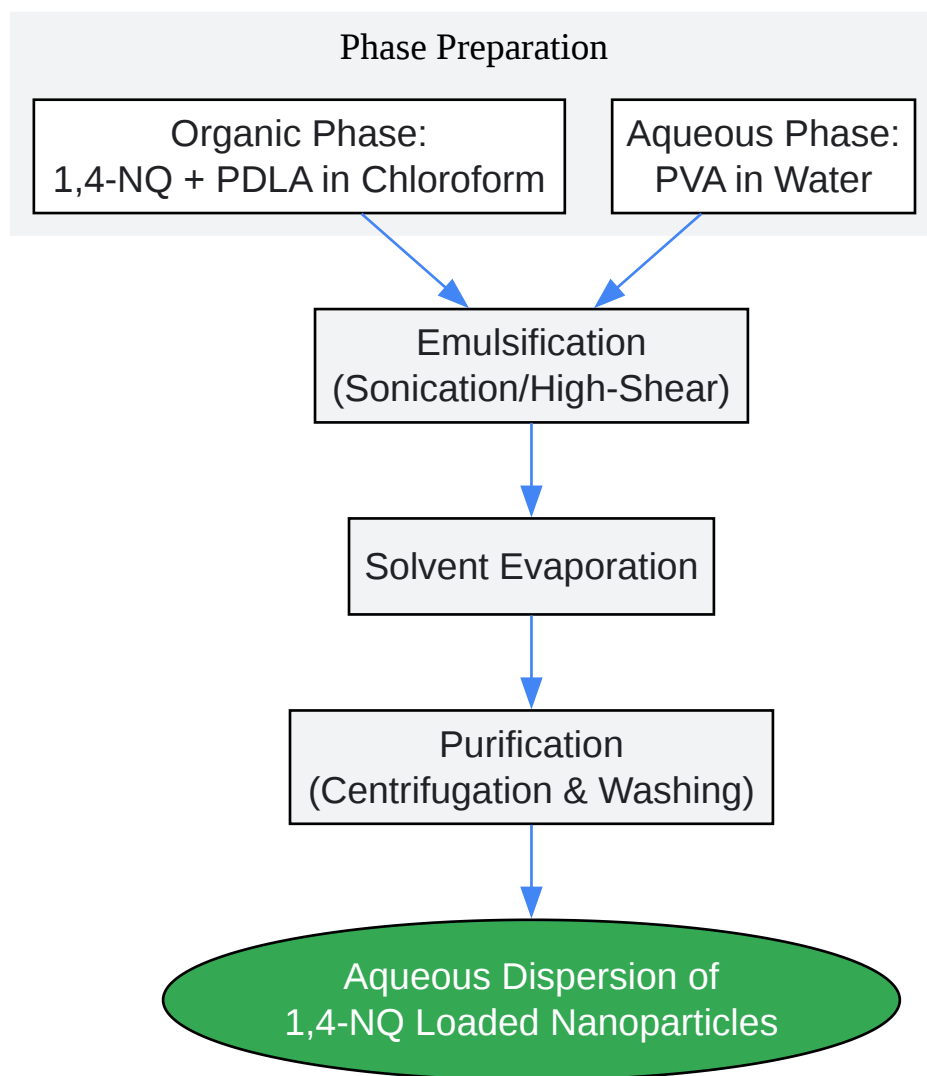 Phase Preparation
Organic Phase:
1,4-NQ + PDLA in Chloroform
Aqueous Phase:
PVA in Water
Emulsification
(Sonication/High-Shear)
Solvent Evaporation
Purification
(Centrifugation & Washing)
Aqueous Dispersion of
1,4-NQ Loaded Nanoparticles